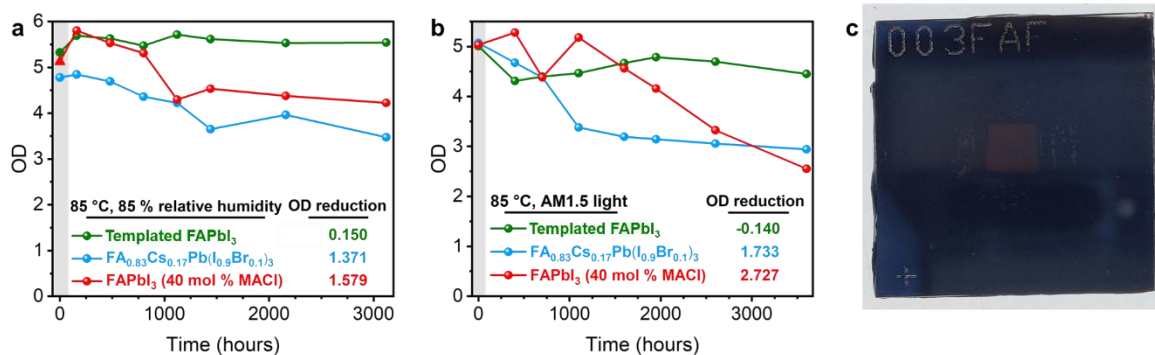 a
OD
6
5
4
3
2
1
0
85 °C, 85 % relative humidity OD reduction
Templated FAPbI₃ 0.150
FA₀.₈₃Cs₀.₁₇Pb(I₀.₉Br₀.₁)₃ 1.371
FAPbI₃ (40 mol % MACl) 1.579
0 1000 2000 3000
Time (hours)
b
OD
5
4
3
2
1
0
85 °C, AM1.5 light OD reduction
Templated FAPbI₃ -0.140
FA₀.₈₃Cs₀.₁₇Pb(I₀.₉Br₀.₁)₃ 1.733
FAPbI₃ (40 mol % MACl) 2.727
0 1000 2000 3000
Time (hours)
c
003FAF